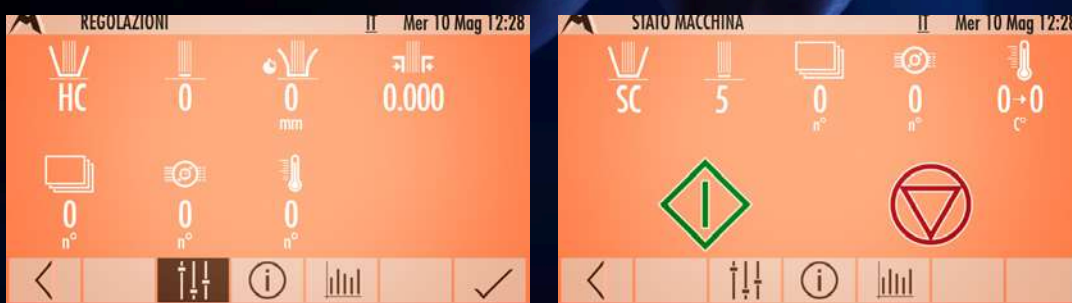 REGOLAZIONI IT Mer 10 Mag 12:28
HC 0 0 0.000
mm
0 0 0
n° n° n°
STATO MACCHINA IT Mer 10 Mag 12:28
SC 5 0 0 0→0
n° n° C°